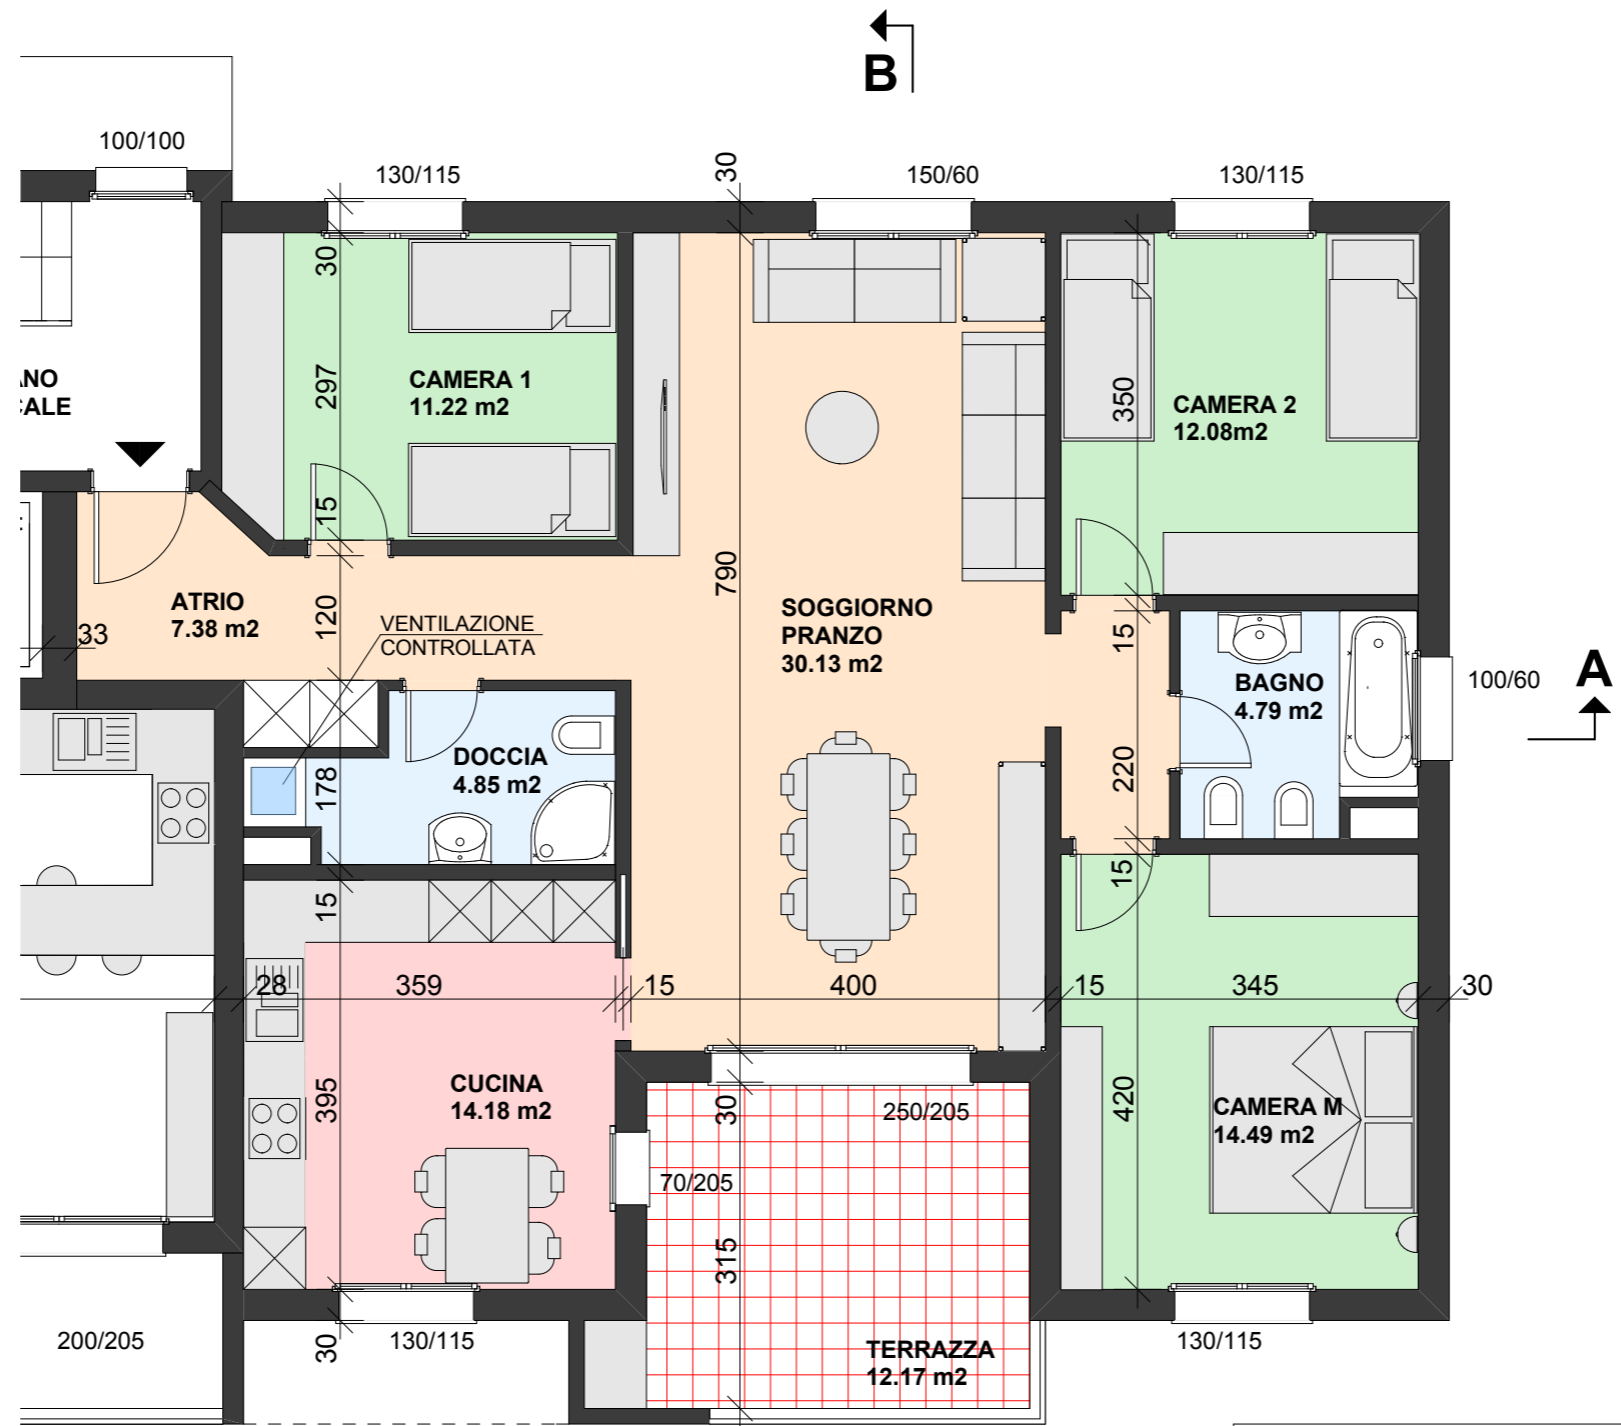 B
100/100
130/115
30
150/60
130/115
30
297
15
CAMERA 1
11.22 m2
350
CAMERA 2
12.08m2
ATRIO
7.38 m2
33
120
VENTILAZIONE
CONTROLLATA
790
SOGGIORNO
PRANZO
30.13 m2
15
BAGNO
4.79 m2
100/60
A
DOCCIA
4.85 m2
178
220
15
15
28
359
15
400
15
345
30
395
CUCINA
14.18 m2
30
250/205
420
CAMERA M
14.49 m2
70/205
315
200/205
30
130/115
TERRAZZA
12.17 m2
130/115